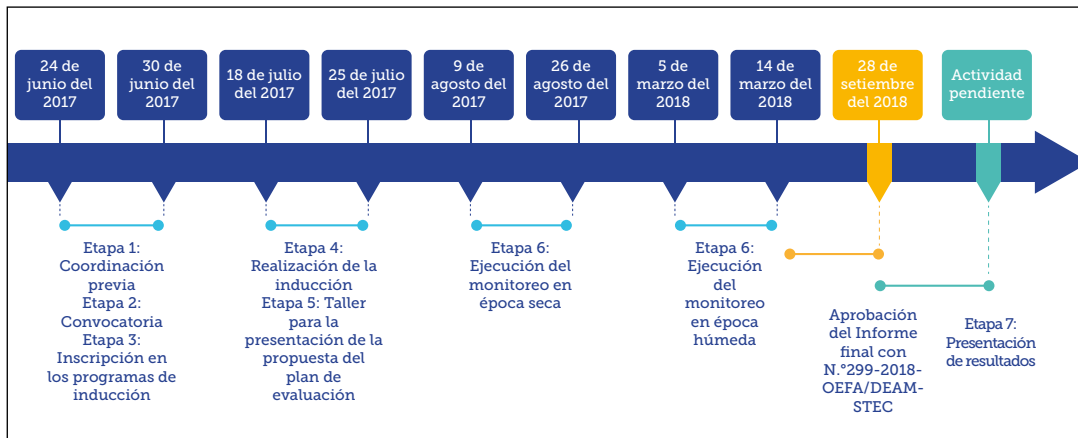 24 de
junio del
2017
30 de
junio del
2017
18 de julio
del 2017
25 de julio
del 2017
9 de
agosto del
2017
26 de
agosto del
2017
5 de
marzo del
2018
14 de
marzo del
2018
28 de
setiembre
del 2018
Actividad
pendiente
Etapa 1:
Coordinación
previa
Etapa 2:
Convocatoria
Etapa 3:
Inscripción en
los programas de
inducción
Etapa 4:
Realización de la
inducción
Etapa 5: Taller
para la
presentación de la
propuesta del
plan de
evaluación
Etapa 6:
Ejecución del
monitoreo en
época seca
Etapa 6:
Ejecución
del
monitoreo
en época
húmeda
Aprobación
del Informe
final con
N.°299-2018-
OEFA/DEAM-
STEC
Etapa 7:
Presentación
de resultados